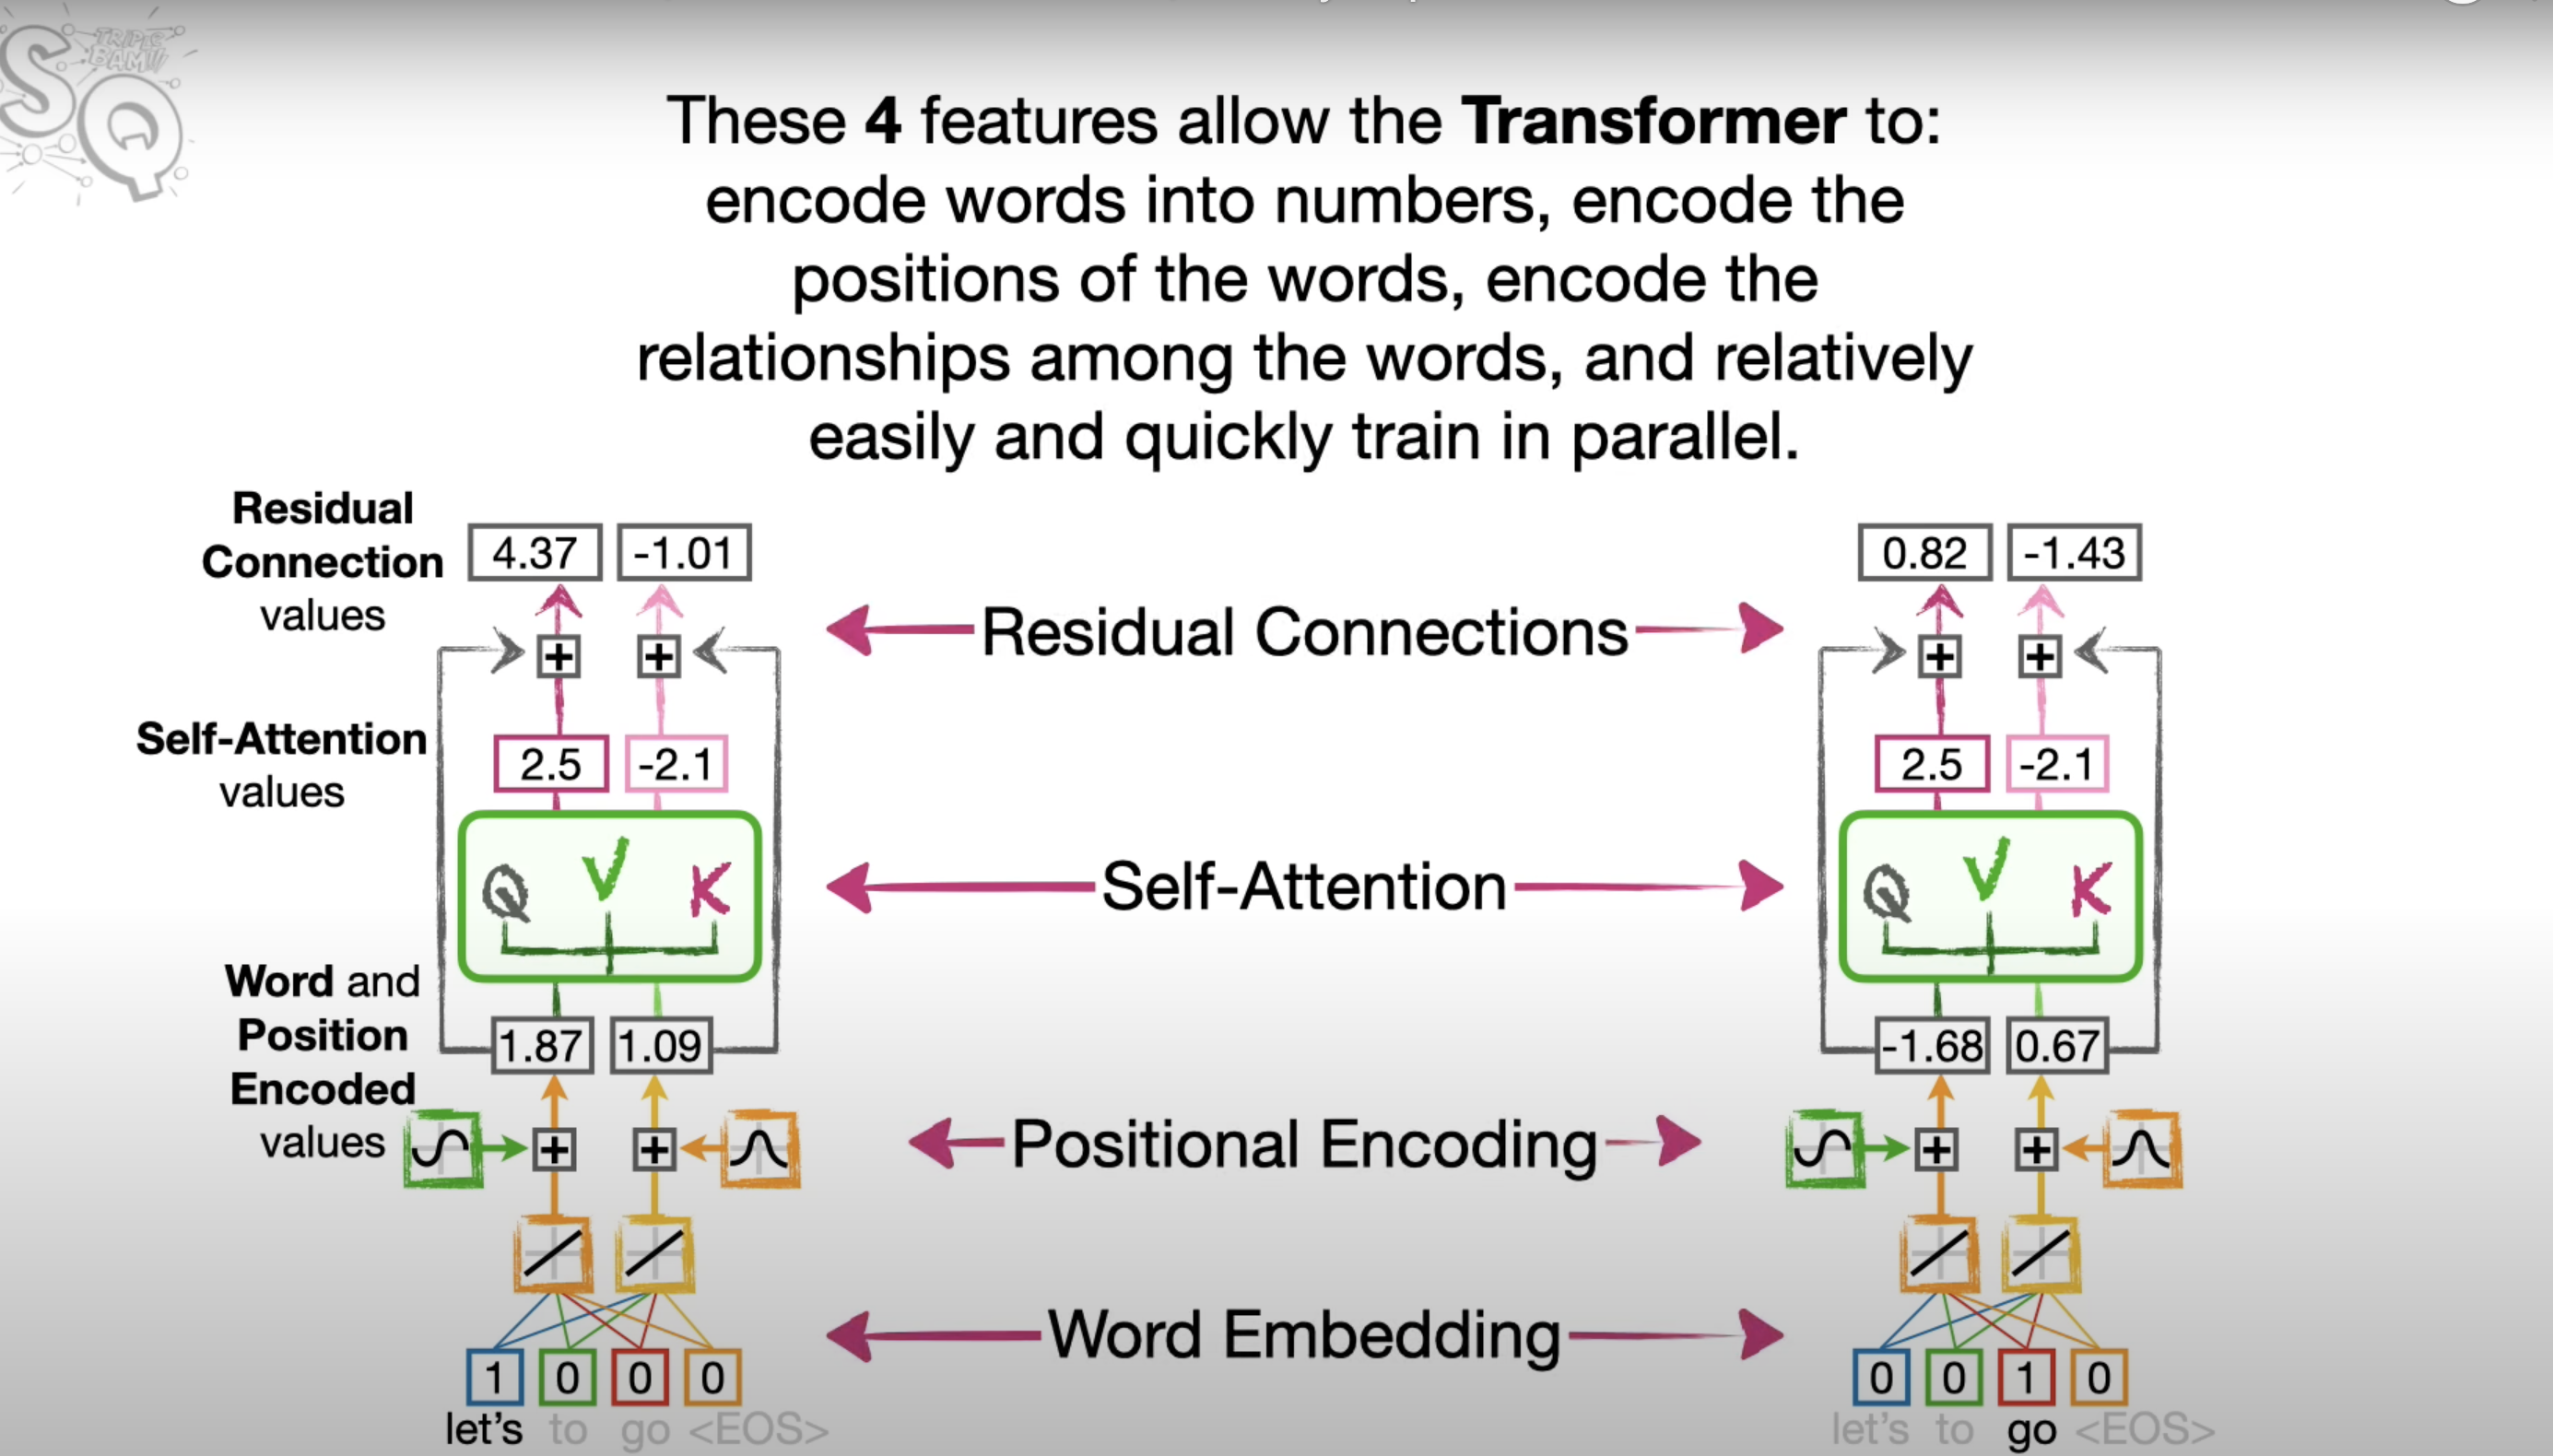 TRIPLE
BAM!!!
SQ
These 4 features allow the Transformer to:
encode words into numbers, encode the
positions of the words, encode the
relationships among the words, and relatively
easily and quickly train in parallel.
Residual
Connection
values
4.37 -1.01
0.82 -1.43
+ +
Residual Connections
+ +
Self-Attention
values
2.5 -2.1
2.5 -2.1
Q V K
Self-Attention
Q V K
Word and
Position
Encoded
values
1.87 1.09
-1.68 0.67
+ +
Positional Encoding
+ +
Word Embedding
1 0 0 0
let's to go <EOS>
0 0 1 0
let's to go <EOS>